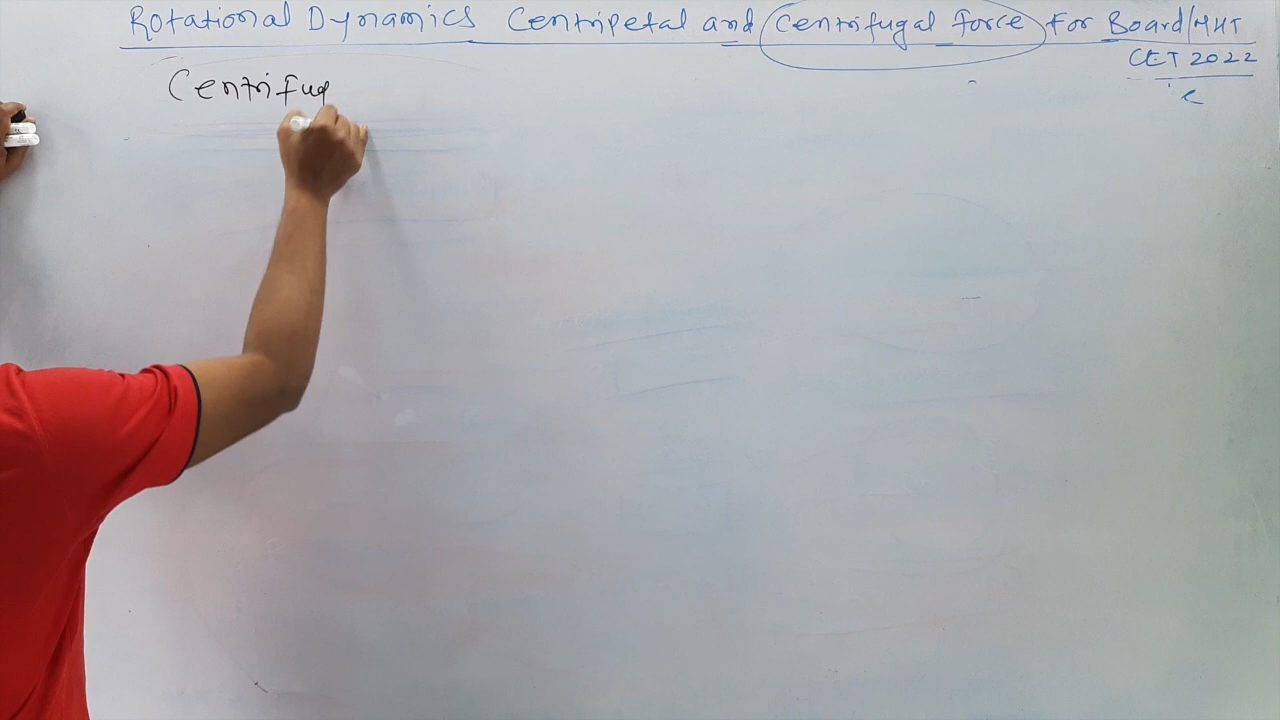 Rotational Dynamics Centripetal and Centrifugal force For Board/MHT
CET 2022
Centrifug